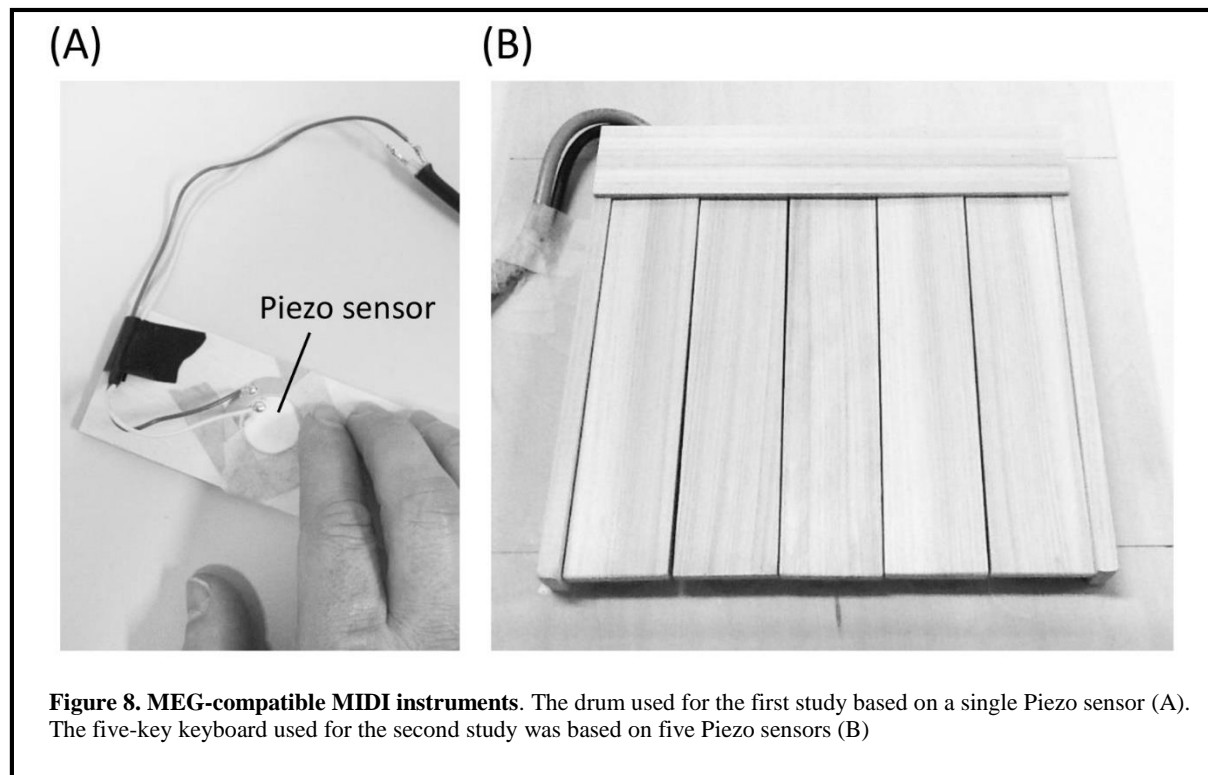 (A)
(B)
Piezo sensor
Figure 8. MEG-compatible MIDI instruments. The drum used for the first study based on a single Piezo sensor (A).
The five-key keyboard used for the second study was based on five Piezo sensors (B)